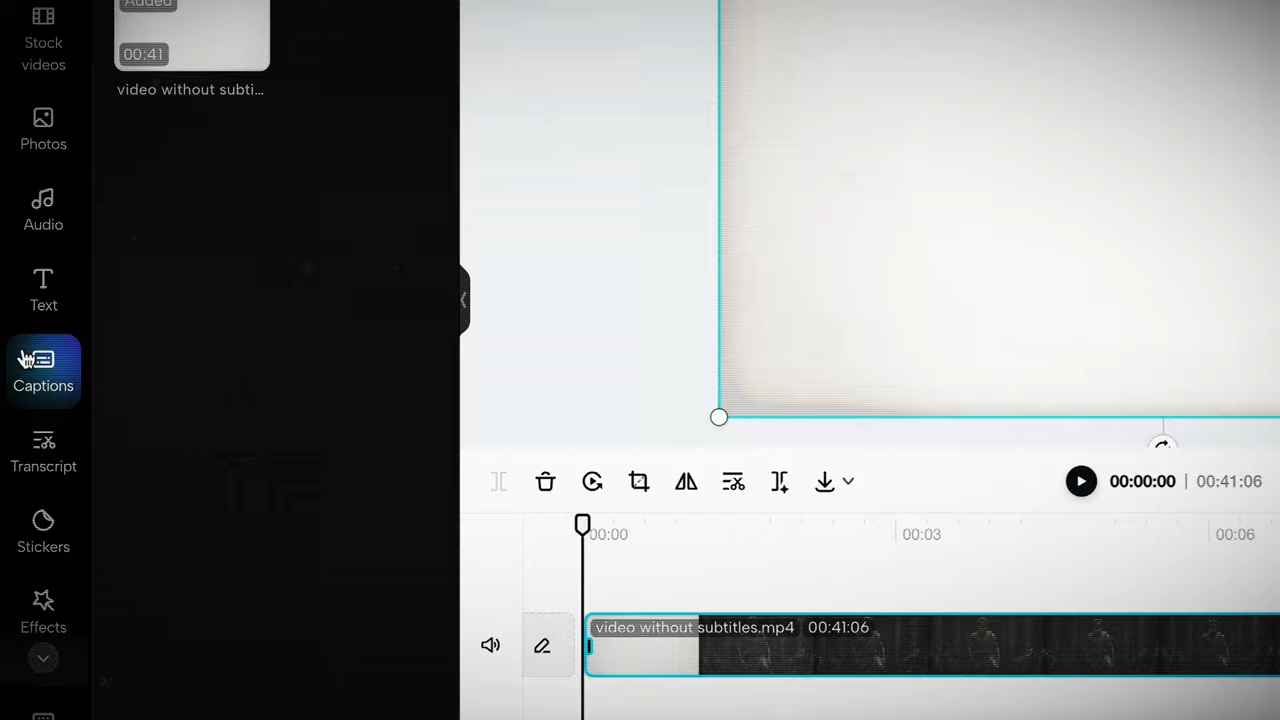 Added
00:41
video without subti...
Stock
videos
Photos
Audio
Text
Captions
Transcript
Stickers
Effects
00:00:00 | 00:41:06
00:00
00:03
00:06
video without subtitles.mp4 00:41:06